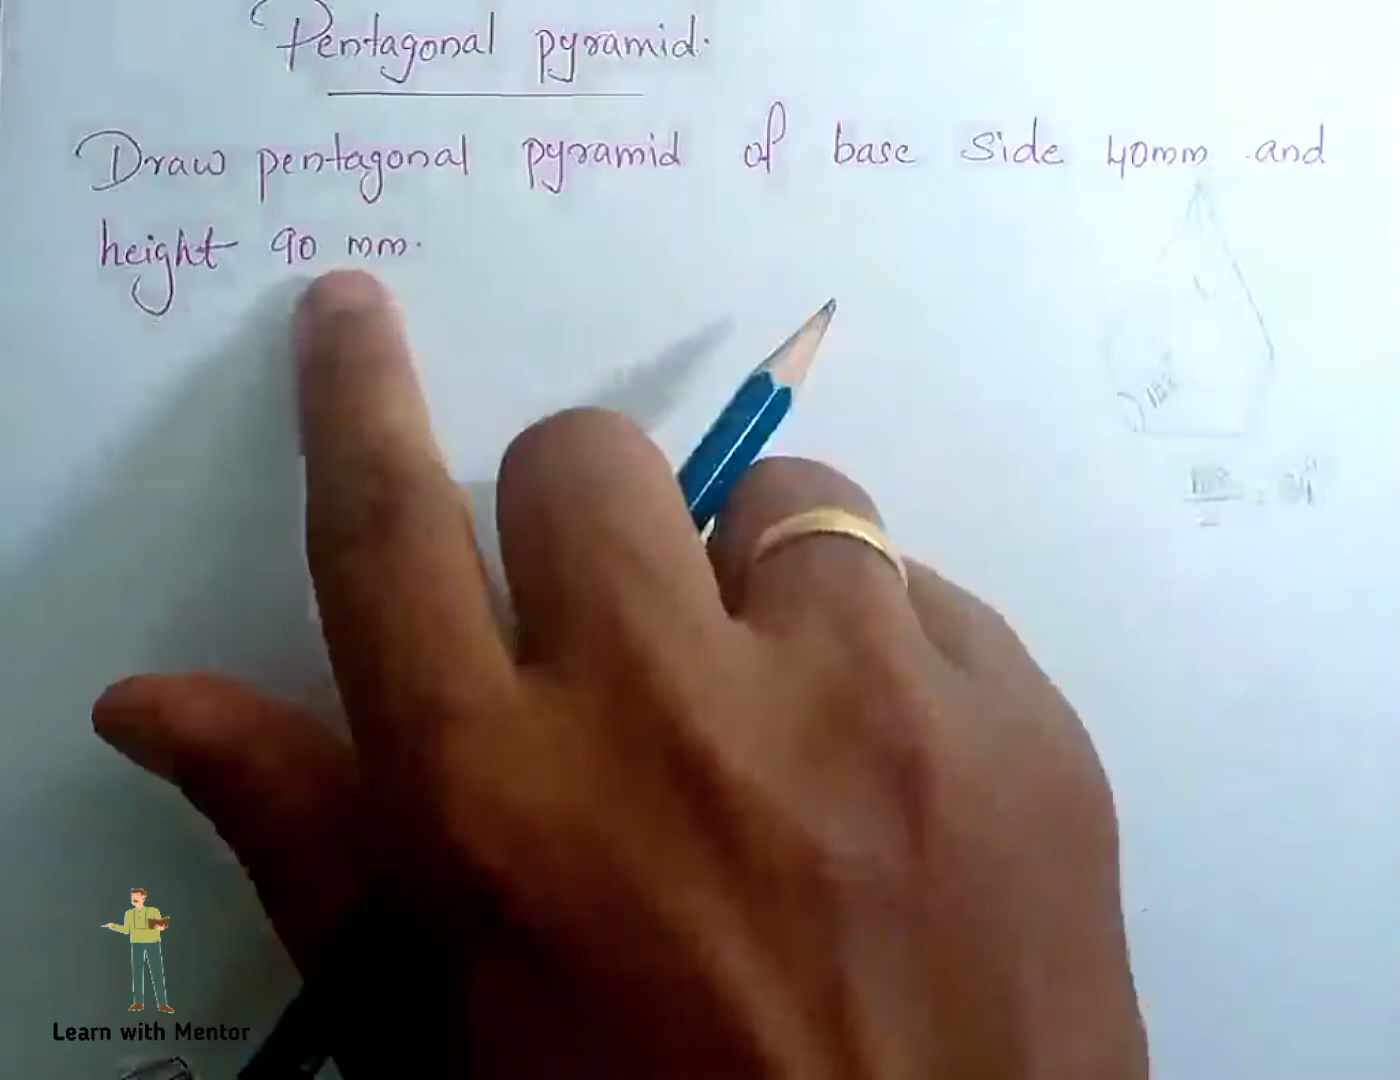 Pentagonal pyramid.
Draw pentagonal pyramid of base side 40mm and
height 90 mm.
Learn with Mentor